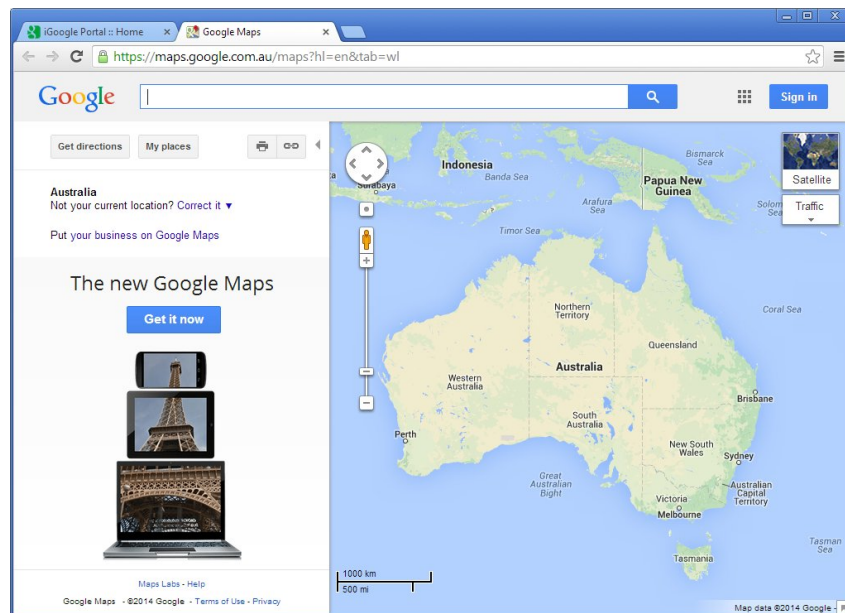 iGoogle Portal :: Home
Google Maps
https://maps.google.com.au/maps?hl=en&tab=wl
Google
Sign in
Get directions
My places
Australia
Not your current location? Correct it ▼
Put your business on Google Maps
The new Google Maps
Get it now
Maps Labs - Help
Google Maps - ©2014 Google - Terms of Use - Privacy
Indonesia
Banda Sea
Surabaya
Bismarck
Sea
Papua New
Guinea
Satellite
Arafura
Sea
Traffic
Timor Sea
Northern
Territory
Coral Sea
Queensland
Australia
Western
Australia
Brisbane
South
Australia
Perth
New South
Wales
Sydney
Great
Australian
Bight
Australian
Capital
Territory
Victoria
Melbourne
Tasman
Sea
Tasmania
1000 km
500 mi
Map data ©2014 Google -